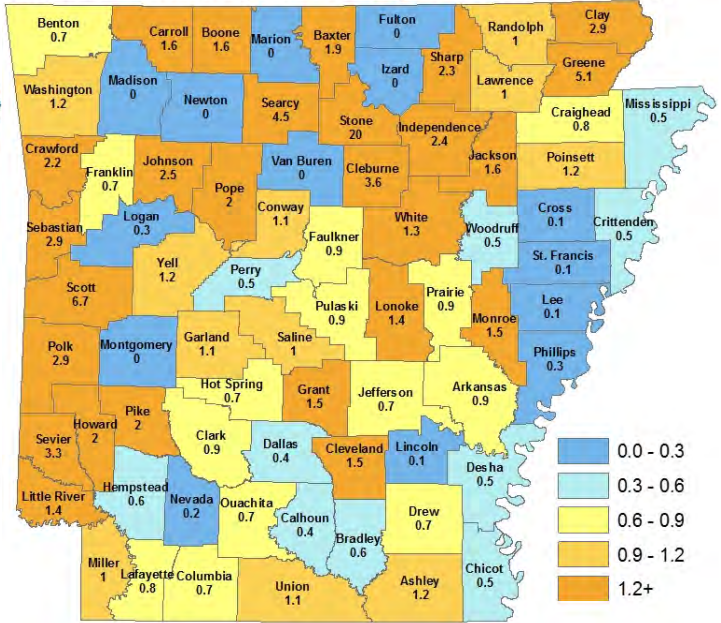 Benton
0.7
Carroll
1.6
Boone
1.6
Marion
0
Baxter
1.9
Fulton
0
Randolph
1
Clay
2.9
Izard
0
Sharp
2.3
Greene
5.1
Lawrence
1
Washington
1.2
Madison
0
Newton
0
Searcy
4.5
Stone
20
Independence
2.4
Craighead
0.8
Mississippi
0.5
Crawford
2.2
Franklin
0.7
Johnson
2.5
Pope
2
Van Buren
0
Cleburne
3.6
Jackson
1.6
Poinsett
1.2
Sebastian
2.9
Logan
0.3
Conway
1.1
Faulkner
0.9
White
1.3
Woodruff
0.5
Cross
0.1
Crittenden
0.5
St. Francis
0.1
Scott
6.7
Yell
1.2
Perry
0.5
Pulaski
0.9
Lonoke
1.4
Prairie
0.9
Monroe
1.5
Lee
0.1
Phillips
0.3
Polk
2.9
Montgomery
0
Garland
1.1
Saline
1
Hot Spring
0.7
Grant
1.5
Jefferson
0.7
Arkansas
0.9
Sevier
3.3
Howard
2
Pike
2
Clark
0.9
Dallas
0.4
Cleveland
1.5
Lincoln
0.1
Desha
0.5
Little River
1.4
Hempstead
0.6
Nevada
0.2
Ouachita
0.7
Calhoun
0.4
Bradley
0.6
Drew
0.7
Miller
1
Lafayette
0.8
Columbia
0.7
Union
1.1
Ashley
1.2
Chicot
0.5
0.0 - 0.3
0.3 - 0.6
0.6 - 0.9
0.9 - 1.2
1.2+